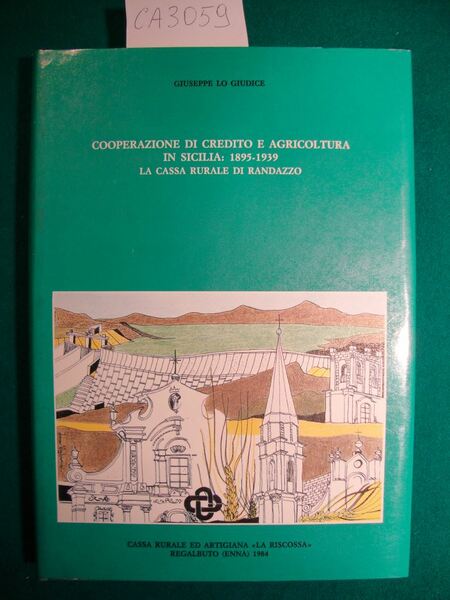 CA3059
GIUSEPPE LO GIUDICE
COOPERAZIONE DI CREDITO E AGRICOLTURA
IN SICILIA: 1895-1939
LA CASSA RURALE DI RANDAZZO
CASSA RURALE ED ARTIGIANA «LA RISCOSSA»
REGALBUTO (ENNA) 1984